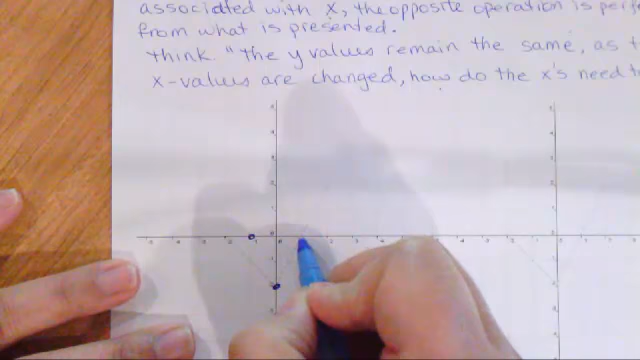 associated with x, the opposite operation is
from what is presented.
think "the y values remain the same, as
x-values are changed, how do the x's need